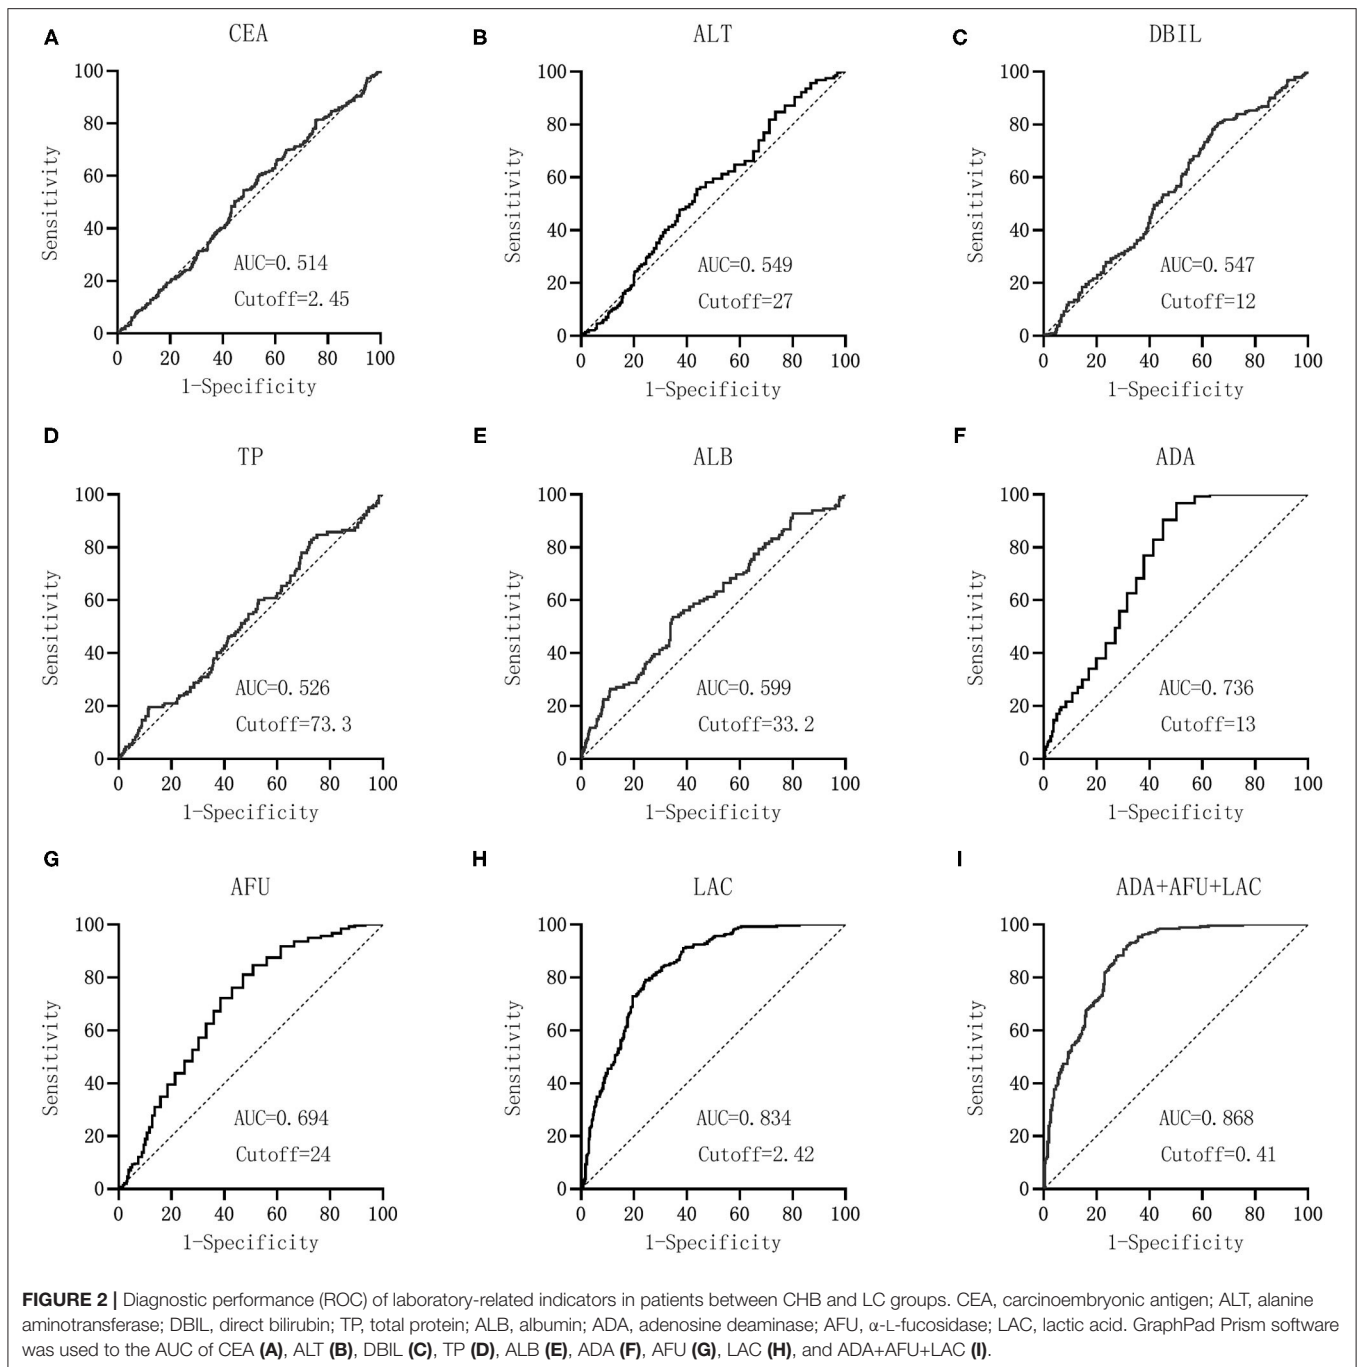 A
CEA
Sensitivity
100
80
60
40
20
0
0 20 40 60 80 100
1-Specificity
AUC=0.514
Cutoff=2.45
B
ALT
Sensitivity
100
80
60
40
20
0
0 20 40 60 80 100
1-Specificity
AUC=0.549
Cutoff=27
C
DBIL
Sensitivity
100
80
60
40
20
0
0 20 40 60 80 100
1-Specificity
AUC=0.547
Cutoff=12
D
TP
Sensitivity
100
80
60
40
20
0
0 20 40 60 80 100
1-Specificity
AUC=0.526
Cutoff=73.3
E
ALB
Sensitivity
100
80
60
40
20
0
0 20 40 60 80 100
1-Specificity
AUC=0.599
Cutoff=33.2
F
ADA
Sensitivity
100
80
60
40
20
0
0 20 40 60 80 100
1-Specificity
AUC=0.736
Cutoff=13
G
AFU
Sensitivity
100
80
60
40
20
0
0 20 40 60 80 100
1-Specificity
AUC=0.694
Cutoff=24
H
LAC
Sensitivity
100
80
60
40
20
0
0 20 40 60 80 100
1-Specificity
AUC=0.834
Cutoff=2.42
I
ADA+AFU+LAC
Sensitivity
100
80
60
40
20
0
0 20 40 60 80 100
1-Specificity
AUC=0.868
Cutoff=0.41
FIGURE 2 | Diagnostic performance (ROC) of laboratory-related indicators in patients between CHB and LC groups. CEA, carcinoembryonic antigen; ALT, alanine
aminotransferase; DBIL, direct bilirubin; TP, total protein; ALB, albumin; ADA, adenosine deaminase; AFU, α-L-fucosidase; LAC, lactic acid. GraphPad Prism software
was used to the AUC of CEA (A), ALT (B), DBIL (C), TP (D), ALB (E), ADA (F), AFU (G), LAC (H), and ADA+AFU+LAC (I).